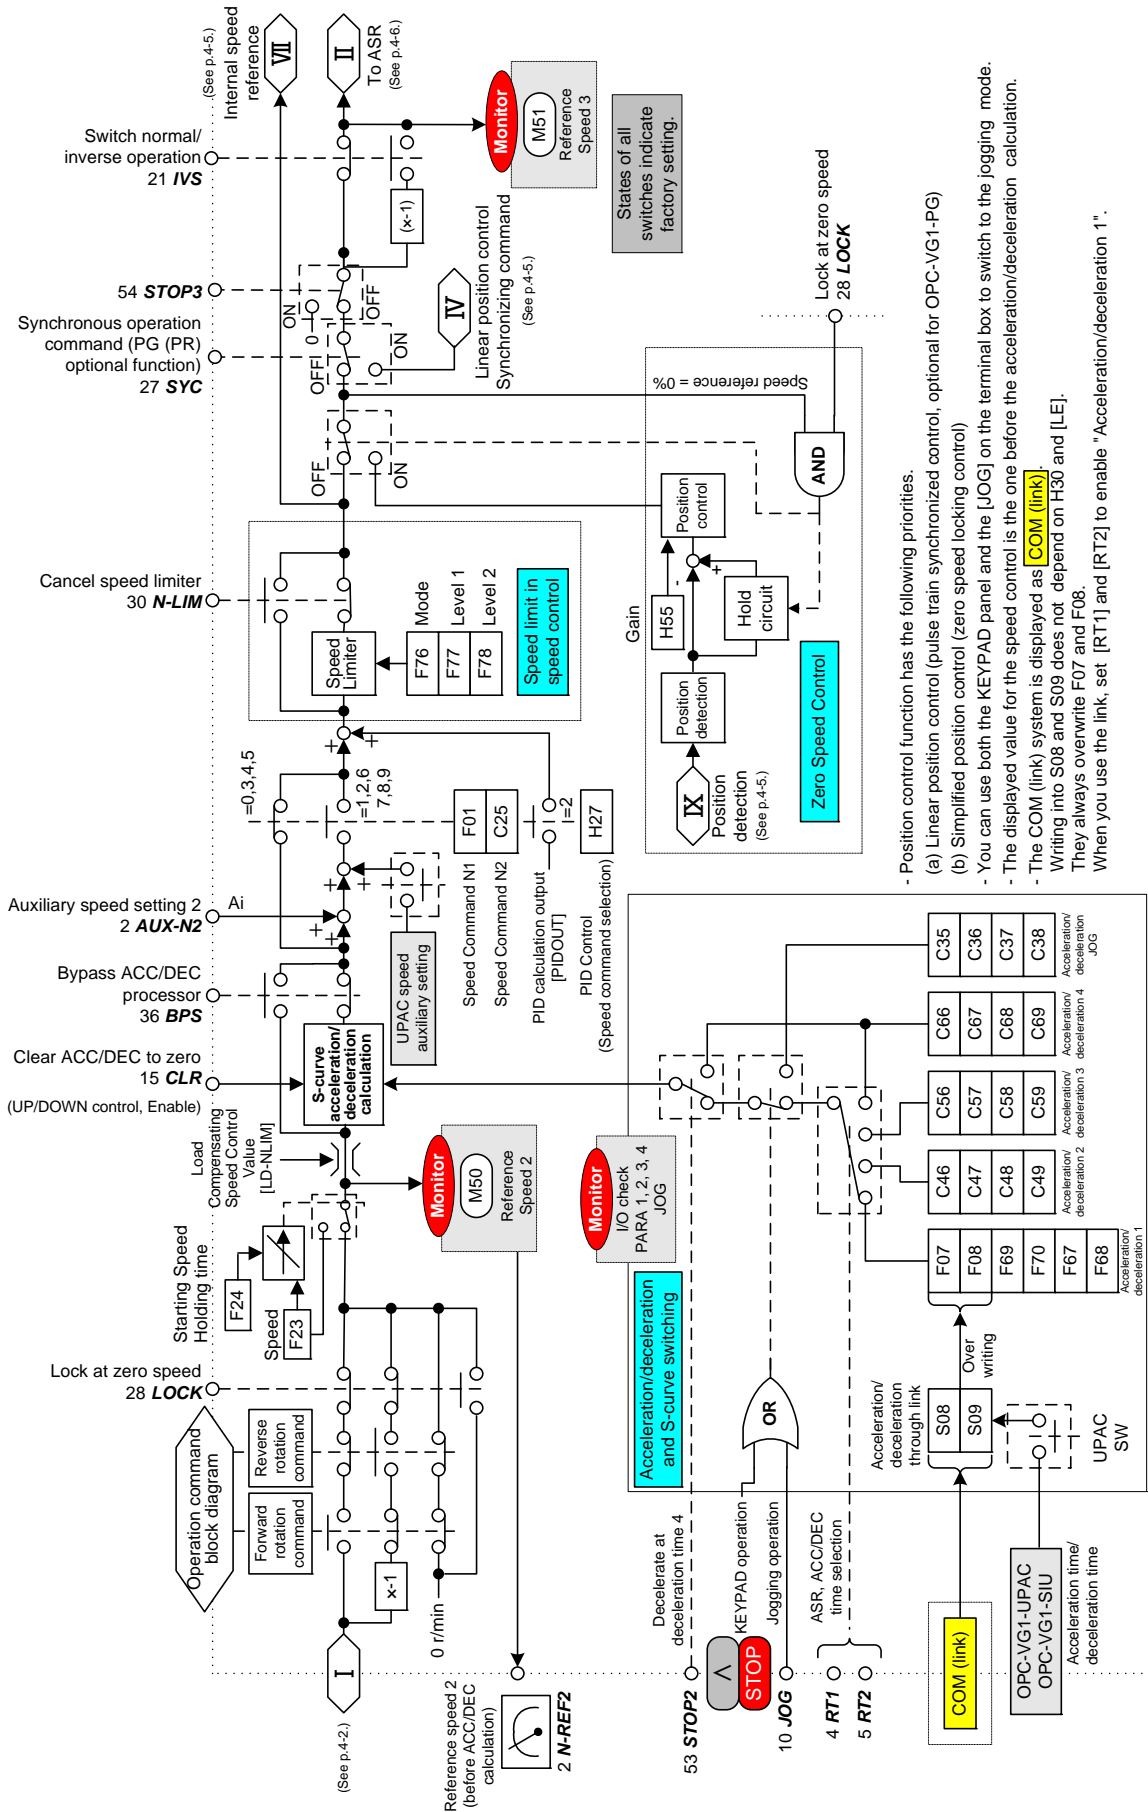 (See p.4-2.)
I
Operation command
block diagram
Forward
rotation
command
Reverse
rotation
command
×-1
0 r/min
Lock at zero speed
28 LOCK
Starting Speed
Holding time
F24
Speed
F23
Load
Compensating
Speed Control
Value
[LD-NLIM]
Monitor
M50
Reference
Speed 2
Reference speed 2
(before ACC/DEC
calculation)
2 N-REF2
Clear ACC/DEC to zero
15 CLR
(UP/DOWN control, Enable)
S-curve
acceleration/
deceleration
calculation
Bypass ACC/DEC
processor
36 BPS
Auxiliary speed setting 2
2 AUX-N2
Ai
+
+
+
+
UPAC speed
auxiliary setting
=0,3,4,5
=1,2,6
7,8,9
F01
C25
Speed Command N1
Speed Command N2
PID calculation output
[PIDOUT]
=2
H27
PID Control
(Speed command selection)
+
+
Cancel speed limiter
30 N-LIM
Speed
Limiter
F76
F77
F78
Mode
Level 1
Level 2
Speed limit in
speed control
OFF
ON
Synchronous operation
command (PG (PR)
optional function)
27 SYC
OFF
ON
IV
Linear position control
Synchronizing command
(See p.4-5.)
54 STOP3
ON
0
OFF
Switch normal/
inverse operation
21 IVS
(×-1)
Internal speed
reference
(See p.4-5.)
VII
II
To ASR
(See p.4-6.)
Monitor
M51
Reference
Speed 3
States of all
switches indicate
factory setting.
IX
Position
detection
(See p.4-5.)
Position
detection
Hold
circuit
Gain
H55
-
+
Position
control
Speed reference = 0%
AND
Lock at zero speed
28 LOCK
Zero Speed Control
53 STOP2
Decelerate at
deceleration time 4
STOP
KEYPAD operation
Jogging operation
10 JOG
OR
4 RT1
5 RT2
ASR, ACC/DEC
time selection
Acceleration/deceleration
and S-curve switching
Monitor
I/O check
PARA 1, 2, 3, 4
JOG
COM (link)
OPC-VG1-UPAC
OPC-VG1-SIU
Acceleration time/
deceleration time
Acceleration/
deceleration
through link
S08
S09
UPAC
SW
Over
writing
F07
F08
F69
F70
F67
F68
Acceleration/
deceleration 1
C46
C47
C48
C49
Acceleration/
deceleration 2
C56
C57
C58
C59
Acceleration/
deceleration 3
C66
C67
C68
C69
Acceleration/
deceleration 4
C35
C36
C37
C38
Acceleration/
deceleration
JOG
- Position control function has the following priorities.
(a) Linear position control (pulse train synchronized control, optional for OPC-VG1-PG)
(b) Simplified position control (zero speed locking control)
- You can use both the KEYPAD panel and the [JOG] on the terminal box to switch to the jogging mode.
- The displayed value for the speed control is the one before the acceleration/deceleration calculation.
- The COM (link) system is displayed as COM (link).
Writing into S08 and S09 does not depend on H30 and [LE].
They always overwrite F07 and F08.
When you use the link, set [RT1] and [RT2] to enable "Acceleration/deceleration 1".